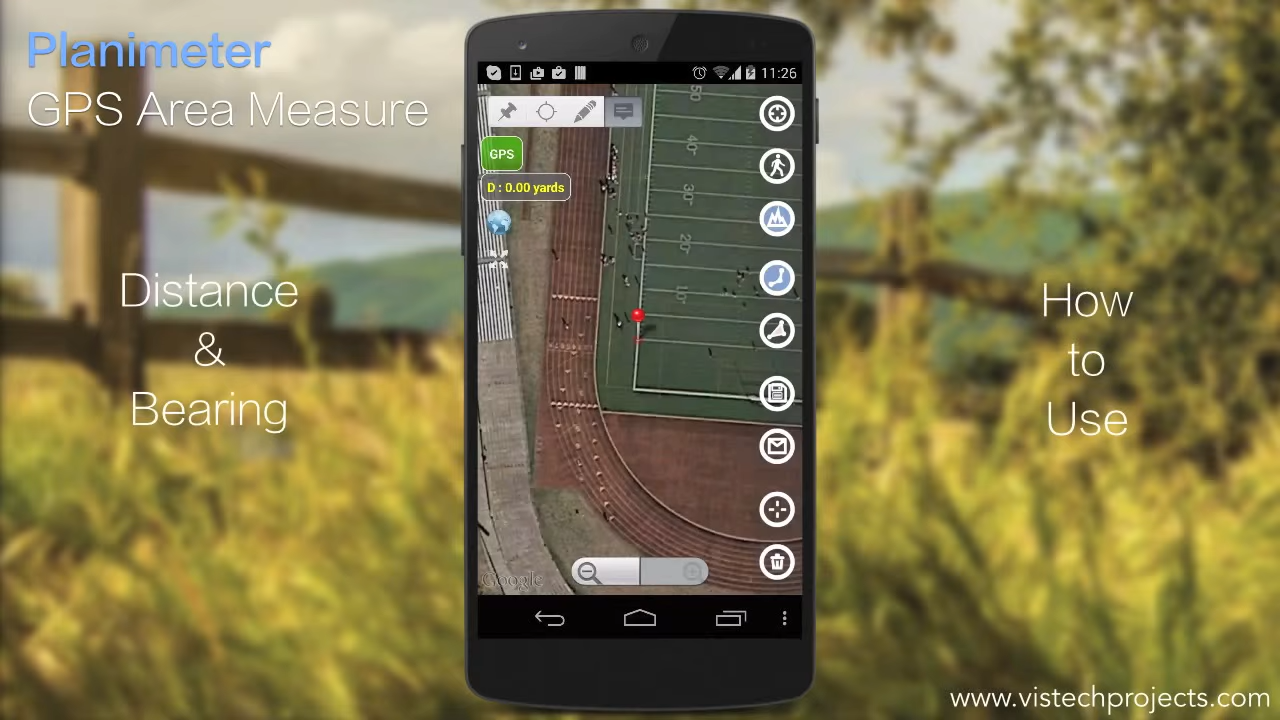 Planimeter
GPS Area Measure
Distance
&
Bearing
11:26
GPS
D : 0.00 yards
50
40
30
20
10
Google
How
to
Use
www.vistechprojects.com